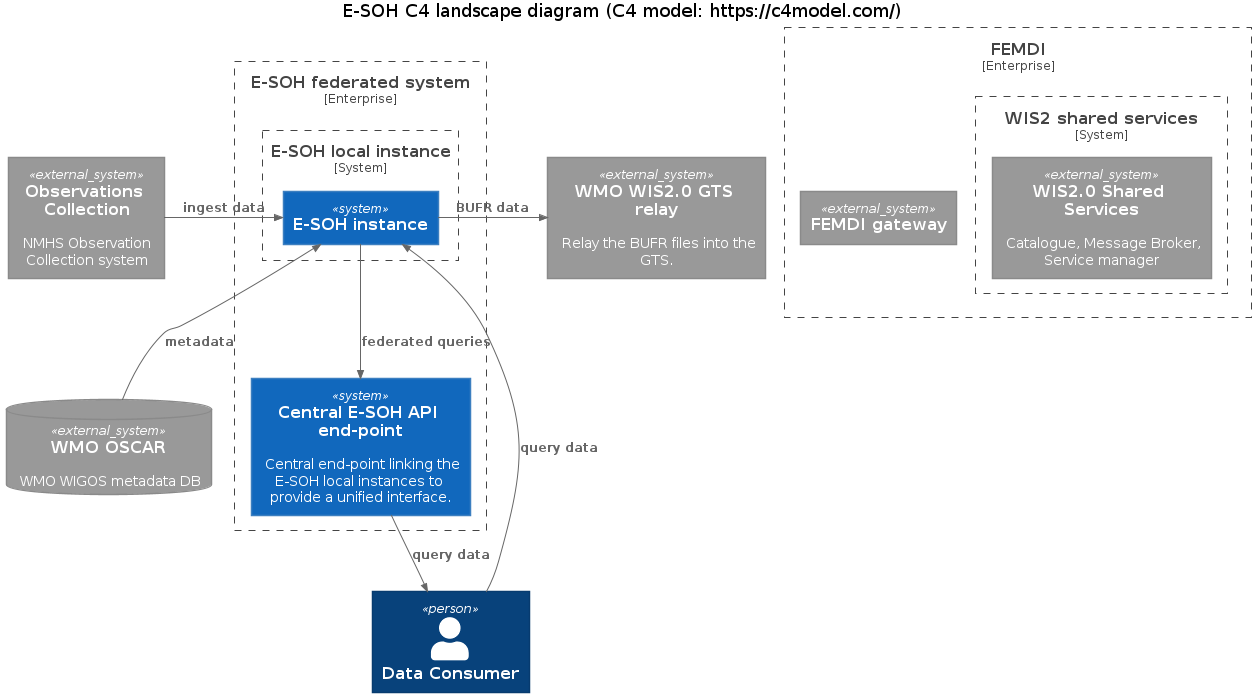 E-SOH C4 landscape diagram (C4 model: https://c4model.com/)
E-SOH federated system
[Enterprise]
E-SOH local instance
[System]
«system»
E-SOH instance
«external_system»
Observations
Collection
NMHS Observation
Collection system
ingest data
BUFR data
«external_system»
WMO WIS2.0 GTS
relay
Relay the BUFR files into the
GTS.
FEMDI
[Enterprise]
«external_system»
FEMDI gateway
WIS2 shared services
[System]
«external_system»
WIS2.0 Shared
Services
Catalogue, Message Broker,
Service manager
metadata
federated queries
«external_system»
WMO OSCAR
WMO WIGOS metadata DB
«system»
Central E-SOH API
end-point
Central end-point linking the
E-SOH local instances to
provide a unified interface.
query data
query data
«person»
Data Consumer